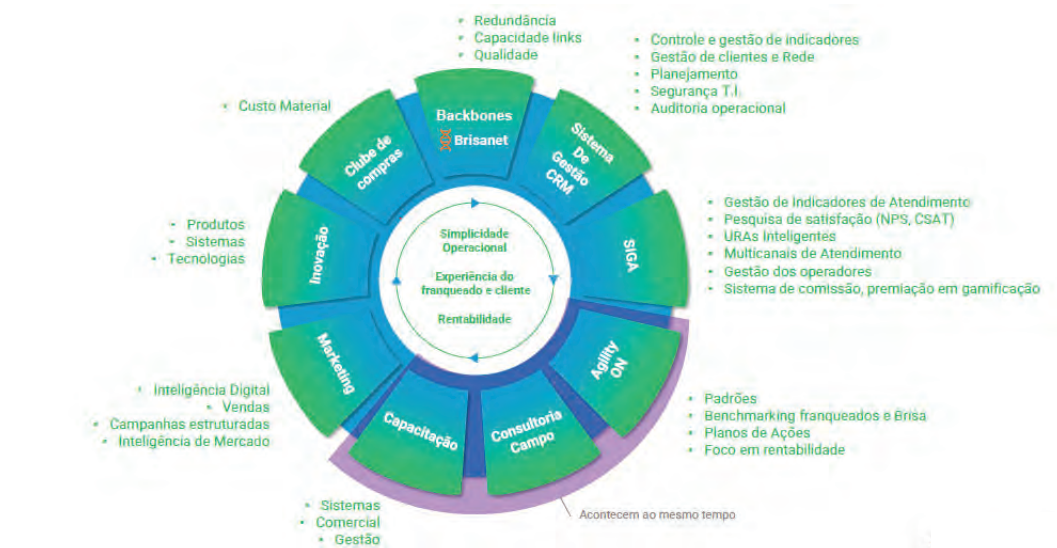 • Redundância
• Capacidade links
• Qualidade
• Controle e gestão de indicadores
• Gestão de clientes e Rede
• Planejamento
• Segurança T.I.
• Auditoria operacional
• Custo Material
Backbones
Brisanet
Sistema
De
Gestão
CRM
Clube de
compras
• Gestão de Indicadores de Atendimento
• Pesquisa de satisfação (NPS, CSAT)
• URAs Inteligentes
• Multicanais de Atendimento
• Gestão dos operadores
• Sistema de comissão, premiação em gamificação
SIGA
• Produtos
• Sistemas
• Tecnologias
Inovação
Simplicidade
Operacional
Experiência do
franqueado e cliente
Rentabilidade
Marketing
Agility
ON
• Inteligência Digital
• Vendas
• Campanhas estruturadas
• Inteligência de Mercado
• Padrões
• Benchmarking franqueados e Brisa
• Planos de Ações
• Foco em rentabilidade
Capacitação
Consultoria
Campo
• Sistemas
• Comercial
• Gestão
Acontecem ao mesmo tempo